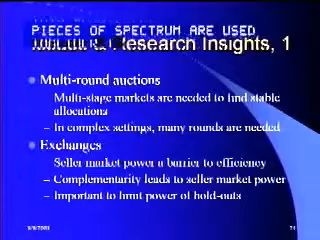 PIECES OF SPECTRUM ARE USED
Research Insights, 1
Multi-round auctions
Multi-stage markets are needed to find stable
allocations
– In complex settings, many rounds are needed
Exchanges
Seller market power a barrier to efficiency
– Complementarity leads to seller market power
– Important to limit power of hold-outs